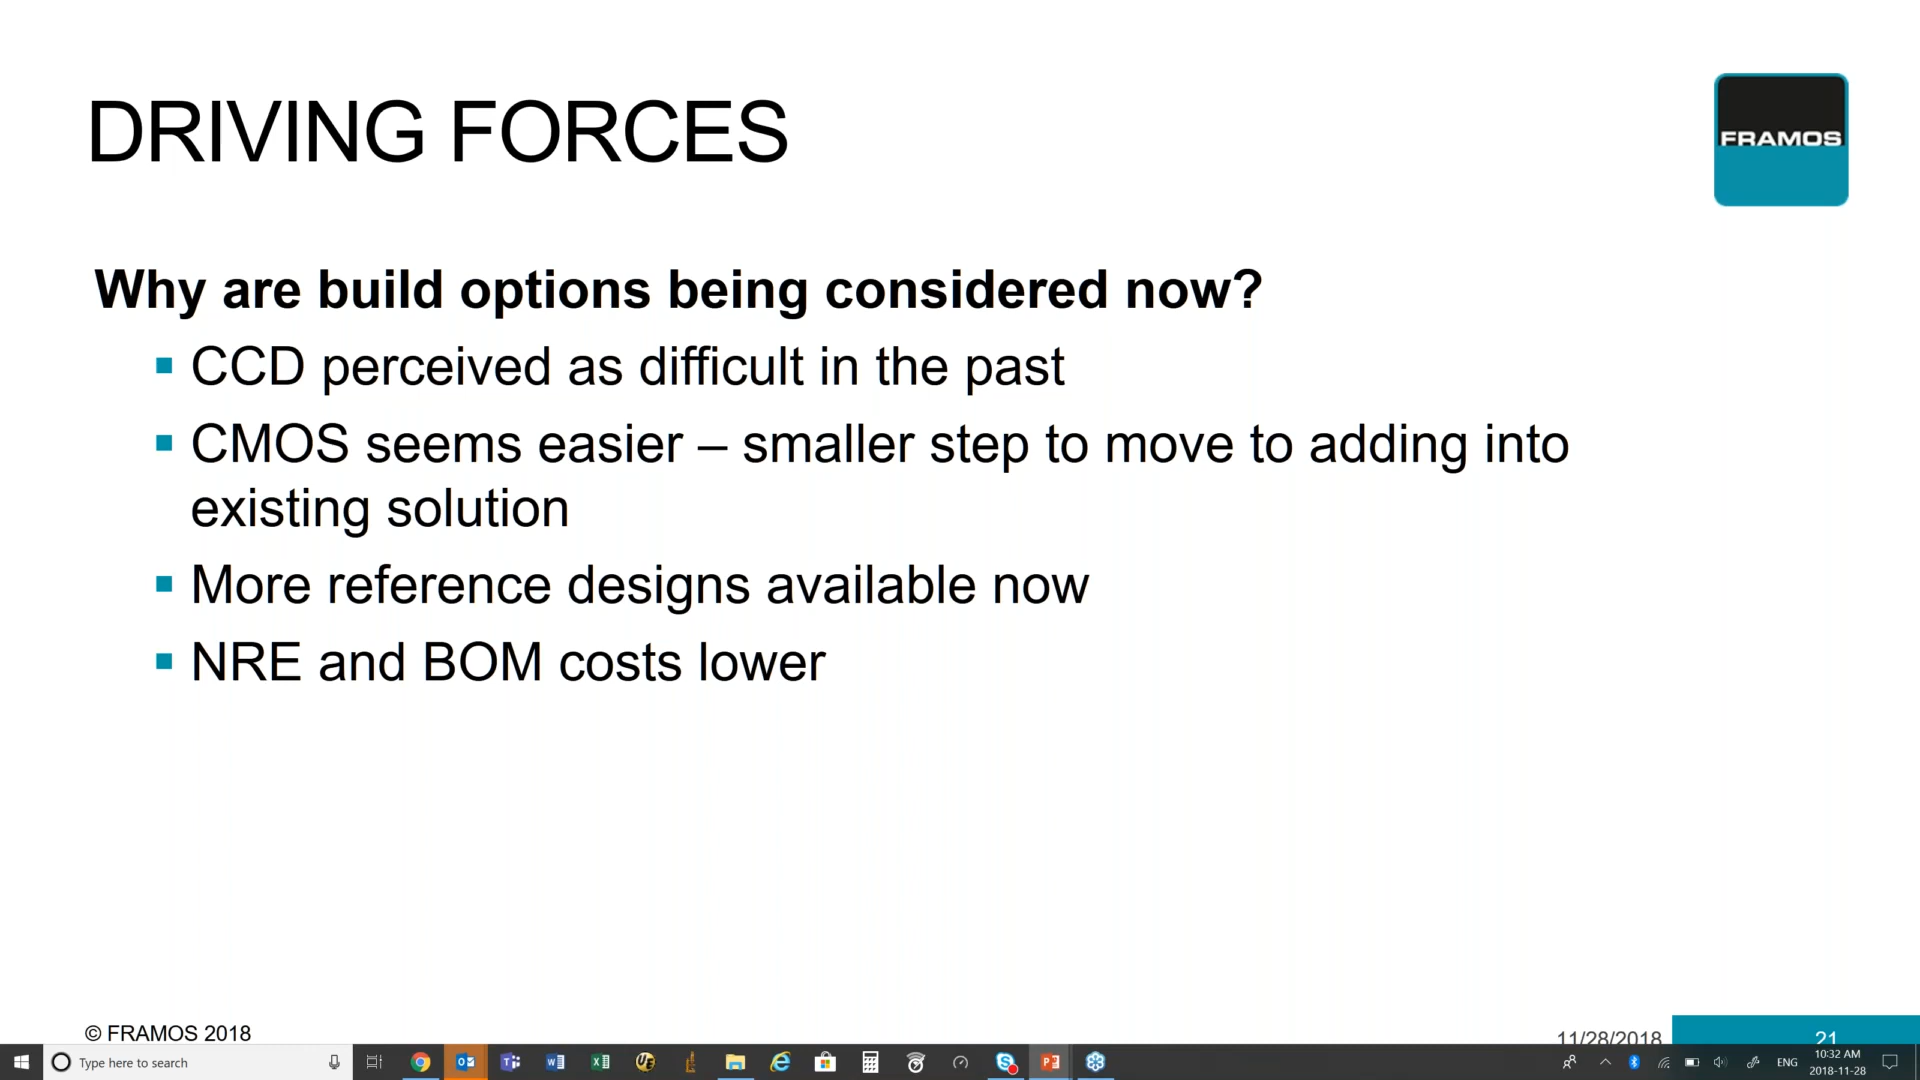 DRIVING FORCES
FRAMOS
Why are build options being considered now?
CCD perceived as difficult in the past
CMOS seems easier – smaller step to move to adding into
existing solution
More reference designs available now
NRE and BOM costs lower
© FRAMOS 2018
11/28/2018
21
Type here to search
ENG
10:32 AM
2018-11-28